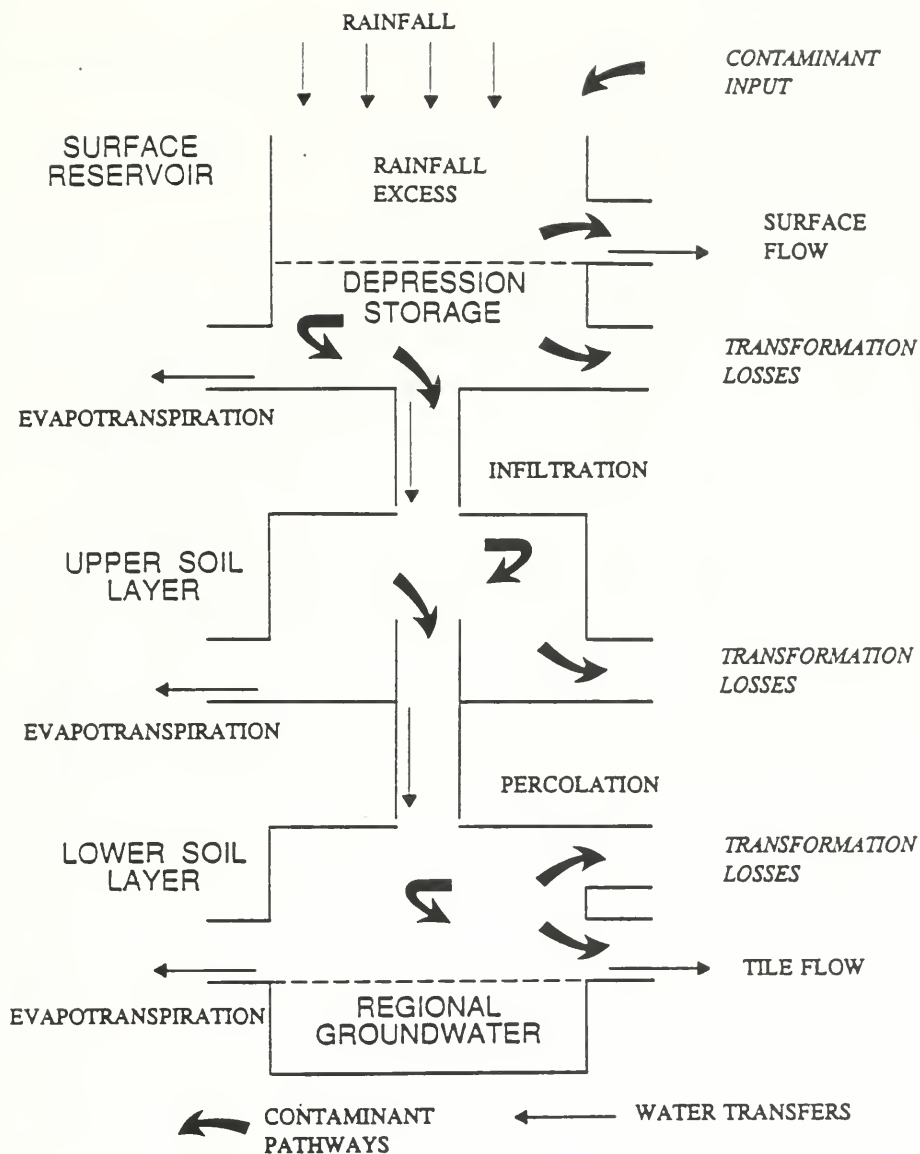 RAINFALL
CONTAMINANT
INPUT
SURFACE
RESERVOIR
RAINFALL
EXCESS
SURFACE
FLOW
DEPRESSION
STORAGE
TRANSFORMATION
LOSSES
EVAPOTRANSPIRATION
INFILTRATION
UPPER SOIL
LAYER
TRANSFORMATION
LOSSES
EVAPOTRANSPIRATION
PERCOLATION
LOWER SOIL
LAYER
TRANSFORMATION
LOSSES
TILE FLOW
EVAPOTRANSPIRATION
REGIONAL
GROUNDWATER
CONTAMINANT
PATHWAYS
WATER TRANSFERS